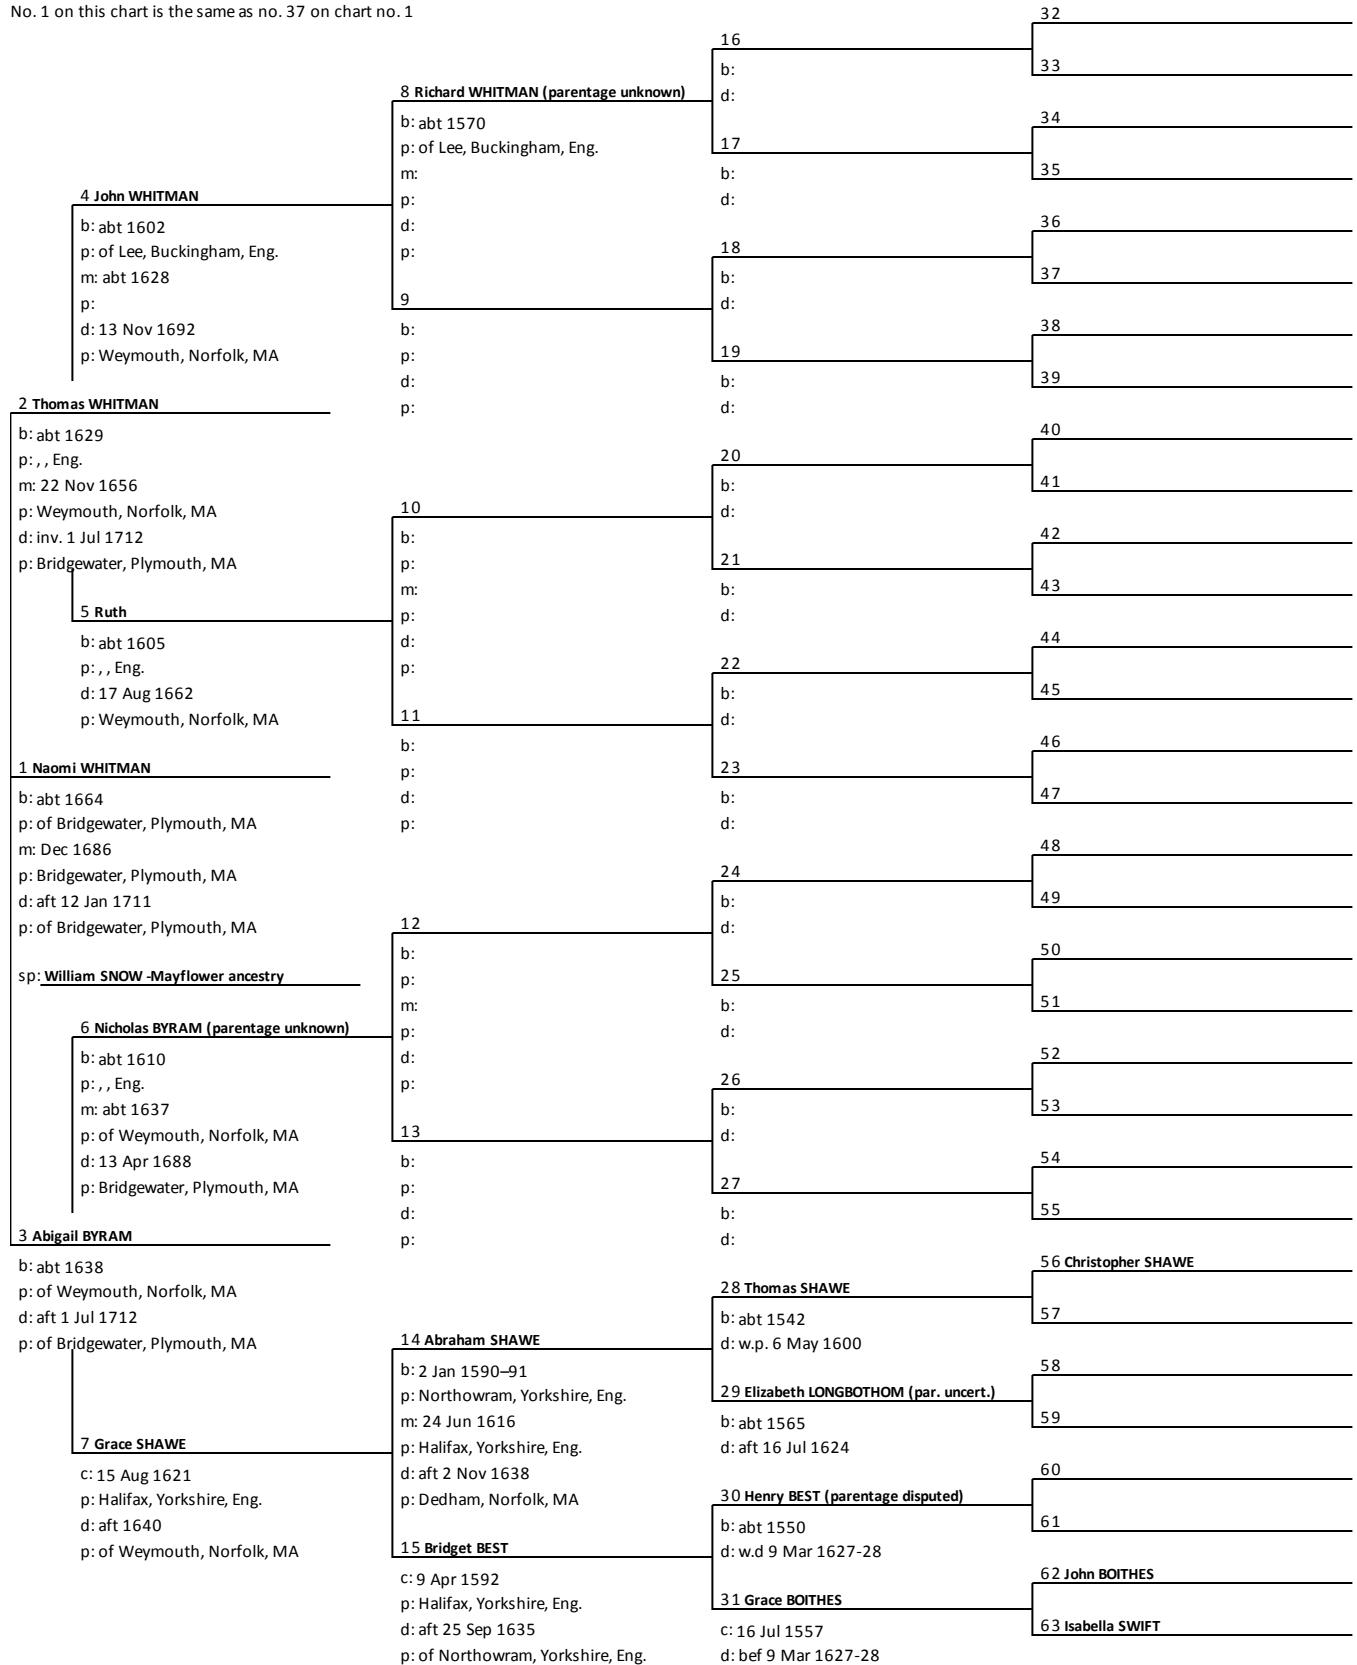 No. 1 on this chart is the same as no. 37 on chart no. 1
1 Naomi WHITMAN
b: abt 1664
p: of Bridgewater, Plymouth, MA
m: Dec 1686
p: Bridgewater, Plymouth, MA
d: aft 12 Jan 1711
p: of Bridgewater, Plymouth, MA
sp: William SNOW -Mayflower ancestry
2 Thomas WHITMAN
b: abt 1629
p: , , Eng.
m: 22 Nov 1656
p: Weymouth, Norfolk, MA
d: inv. 1 Jul 1712
p: Bridgewater, Plymouth, MA
3 Abigail BYRAM
b: abt 1638
p: of Weymouth, Norfolk, MA
d: aft 1 Jul 1712
p: of Bridgewater, Plymouth, MA
4 John WHITMAN
b: abt 1602
p: of Lee, Buckingham, Eng.
m: abt 1628
p:
d: 13 Nov 1692
p: Weymouth, Norfolk, MA
5 Ruth
b: abt 1605
p: , , Eng.
d: 17 Aug 1662
p: Weymouth, Norfolk, MA
6 Nicholas BYRAM (parentage unknown)
b: abt 1610
p: , , Eng.
m: abt 1637
p: of Weymouth, Norfolk, MA
d: 13 Apr 1688
p: Bridgewater, Plymouth, MA
7 Grace SHAWE
c: 15 Aug 1621
p: Halifax, Yorkshire, Eng.
d: aft 1640
p: of Weymouth, Norfolk, MA
8 Richard WHITMAN (parentage unknown)
b: abt 1570
p: of Lee, Buckingham, Eng.
m:
p:
d:
p:
9
b:
p:
d:
p:
10
b:
p:
m:
p:
d:
p:
11
b:
p:
d:
p:
12
b:
p:
m:
p:
d:
p:
13
b:
p:
d:
p:
14 Abraham SHAWE
b: 2 Jan 1590–91
p: Northowram, Yorkshire, Eng.
m: 24 Jun 1616
p: Halifax, Yorkshire, Eng.
d: aft 2 Nov 1638
p: Dedham, Norfolk, MA
15 Bridget BEST
c: 9 Apr 1592
p: Halifax, Yorkshire, Eng.
d: aft 25 Sep 1635
p: of Northowram, Yorkshire, Eng.
16
b:
d:
17
b:
d:
18
b:
d:
19
b:
d:
20
b:
d:
21
b:
d:
22
b:
d:
23
b:
d:
24
b:
d:
25
b:
d:
26
b:
d:
27
b:
d:
28 Thomas SHAWE
b: abt 1542
d: w.p. 6 May 1600
29 Elizabeth LONGBOTHOM (par. uncert.)
b: abt 1565
d: aft 16 Jul 1624
30 Henry BEST (parentage disputed)
b: abt 1550
d: w.d 9 Mar 1627-28
31 Grace BOITHES
c: 16 Jul 1557
d: bef 9 Mar 1627-28
32
33
34
35
36
37
38
39
40
41
42
43
44
45
46
47
48
49
50
51
52
53
54
55
56 Christopher SHAWE
57
58
59
60
61
62 John BOITHES
63 Isabella SWIFT